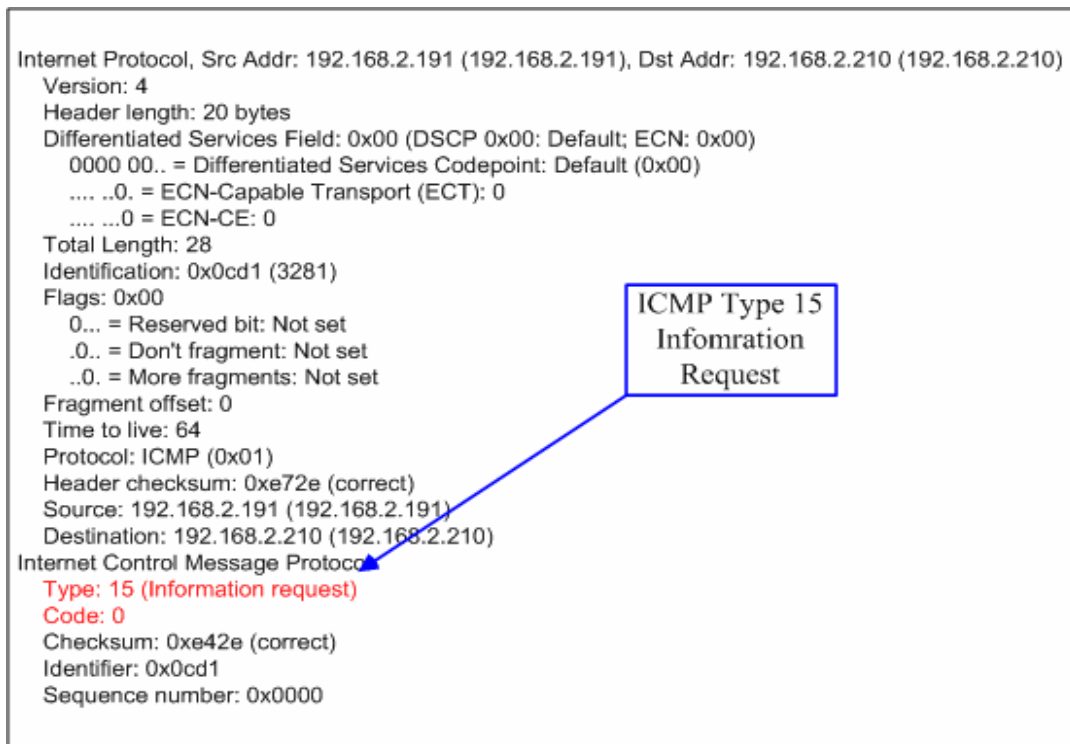 Internet Protocol, Src Addr: 192.168.2.191 (192.168.2.191), Dst Addr: 192.168.2.210 (192.168.2.210)
Version: 4
Header length: 20 bytes
Differentiated Services Field: 0x00 (DSCP 0x00: Default; ECN: 0x00)
0000 00.. = Differentiated Services Codepoint: Default (0x00)
.... ..0. = ECN-Capable Transport (ECT): 0
.... ...0 = ECN-CE: 0
Total Length: 28
Identification: 0x0cd1 (3281)
Flags: 0x00
0... = Reserved bit: Not set
.0.. = Don't fragment: Not set
..0. = More fragments: Not set
Fragment offset: 0
Time to live: 64
Protocol: ICMP (0x01)
Header checksum: 0xe72e (correct)
Source: 192.168.2.191 (192.168.2.191)
Destination: 192.168.2.210 (192.168.2.210)
Internet Control Message Protocol
Type: 15 (Information request)
Code: 0
Checksum: 0xe42e (correct)
Identifier: 0x0cd1
Sequence number: 0x0000
ICMP Type 15
Infomration
Request